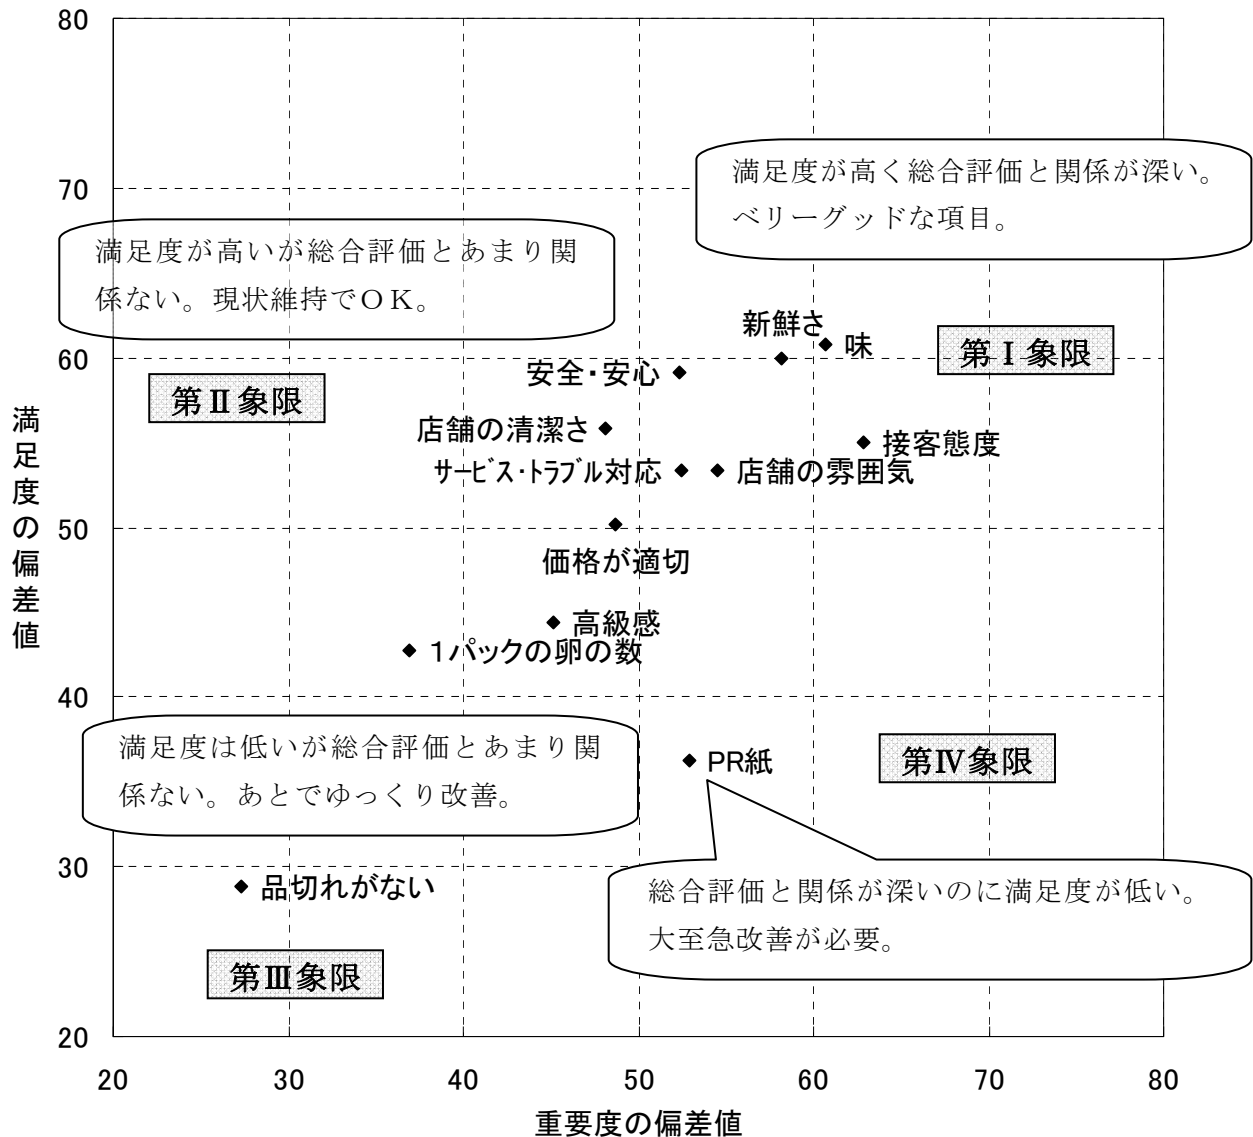 80
70
60
50
40
30
20
満足度の偏差値
満足度が高く総合評価と関係が深い。
ベリーグッドな項目。
満足度が高いが総合評価とあまり関
係ない。現状維持でOK。
新鮮さ
味
第Ⅰ象限
安全・安心
第Ⅱ象限
店舗の清潔さ
接客態度
サービス・トラブル対応
店舗の雰囲気
価格が適切
高級感
1パックの卵の数
満足度は低いが総合評価とあまり関
係ない。あとでゆっくり改善。
PR紙
第Ⅳ象限
品切れがない
総合評価と関係が深いのに満足度が低い。
大至急改善が必要。
第Ⅲ象限
20 30 40 50 60 70 80
重要度の偏差値